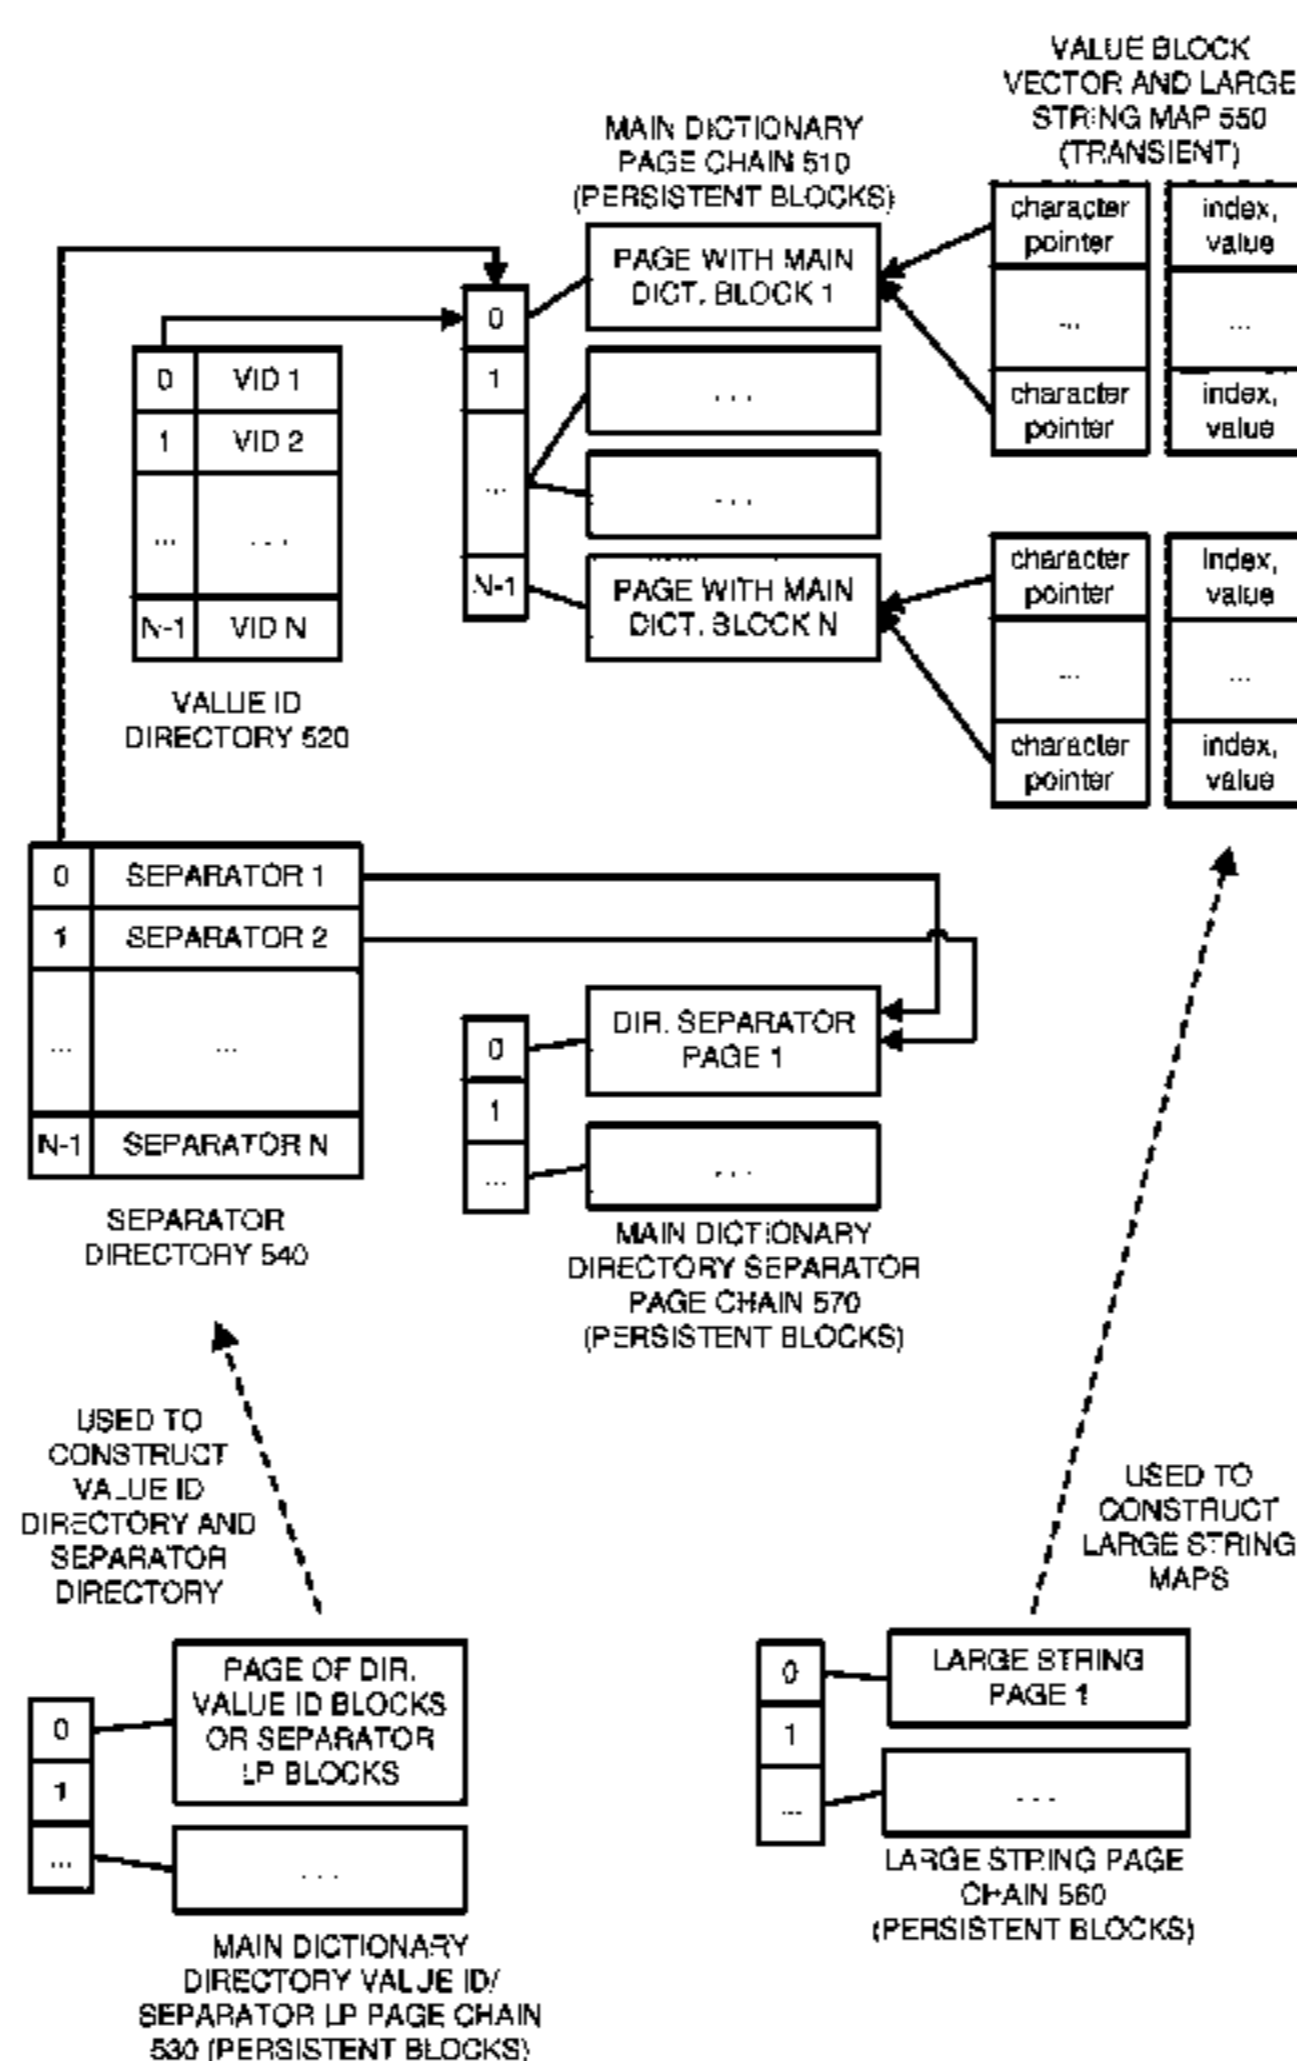 VALUE BLOCK
VECTOR AND LARGE
STRING MAP 550
(TRANSIENT)
MAIN DICTIONARY
PAGE CHAIN 510
(PERSISTENT BLOCKS)
character
pointer
index,
value
...
...
character
pointer
index,
value
PAGE WITH MAIN
DICT. BLOCK 1
. . .
. . .
PAGE WITH MAIN
DICT. BLOCK N
0
1
...
N-1
0 VID 1
1 VID 2
... . . .
N-1 VID N
VALUE ID
DIRECTORY 520
character
pointer
index,
value
...
...
character
pointer
index,
value
0 SEPARATOR 1
1 SEPARATOR 2
... ...
N-1 SEPARATOR N
SEPARATOR
DIRECTORY 540
0
1
...
DIR. SEPARATOR
PAGE 1
. . .
MAIN DICTIONARY
DIRECTORY SEPARATOR
PAGE CHAIN 570
(PERSISTENT BLOCKS)
USED TO
CONSTRUCT
VALUE ID
DIRECTORY AND
SEPARATOR
DIRECTORY
USED TO
CONSTRUCT
LARGE STRING
MAPS
0
1
...
PAGE OF DIR.
VALUE ID BLOCKS
OR SEPARATOR
LP BLOCKS
. . .
MAIN DICTIONARY
DIRECTORY VALUE ID/
SEPARATOR LP PAGE CHAIN
530 (PERSISTENT BLOCKS)
0
1
...
LARGE STRING
PAGE 1
. . .
LARGE STRING PAGE
CHAIN 560
(PERSISTENT BLOCKS)